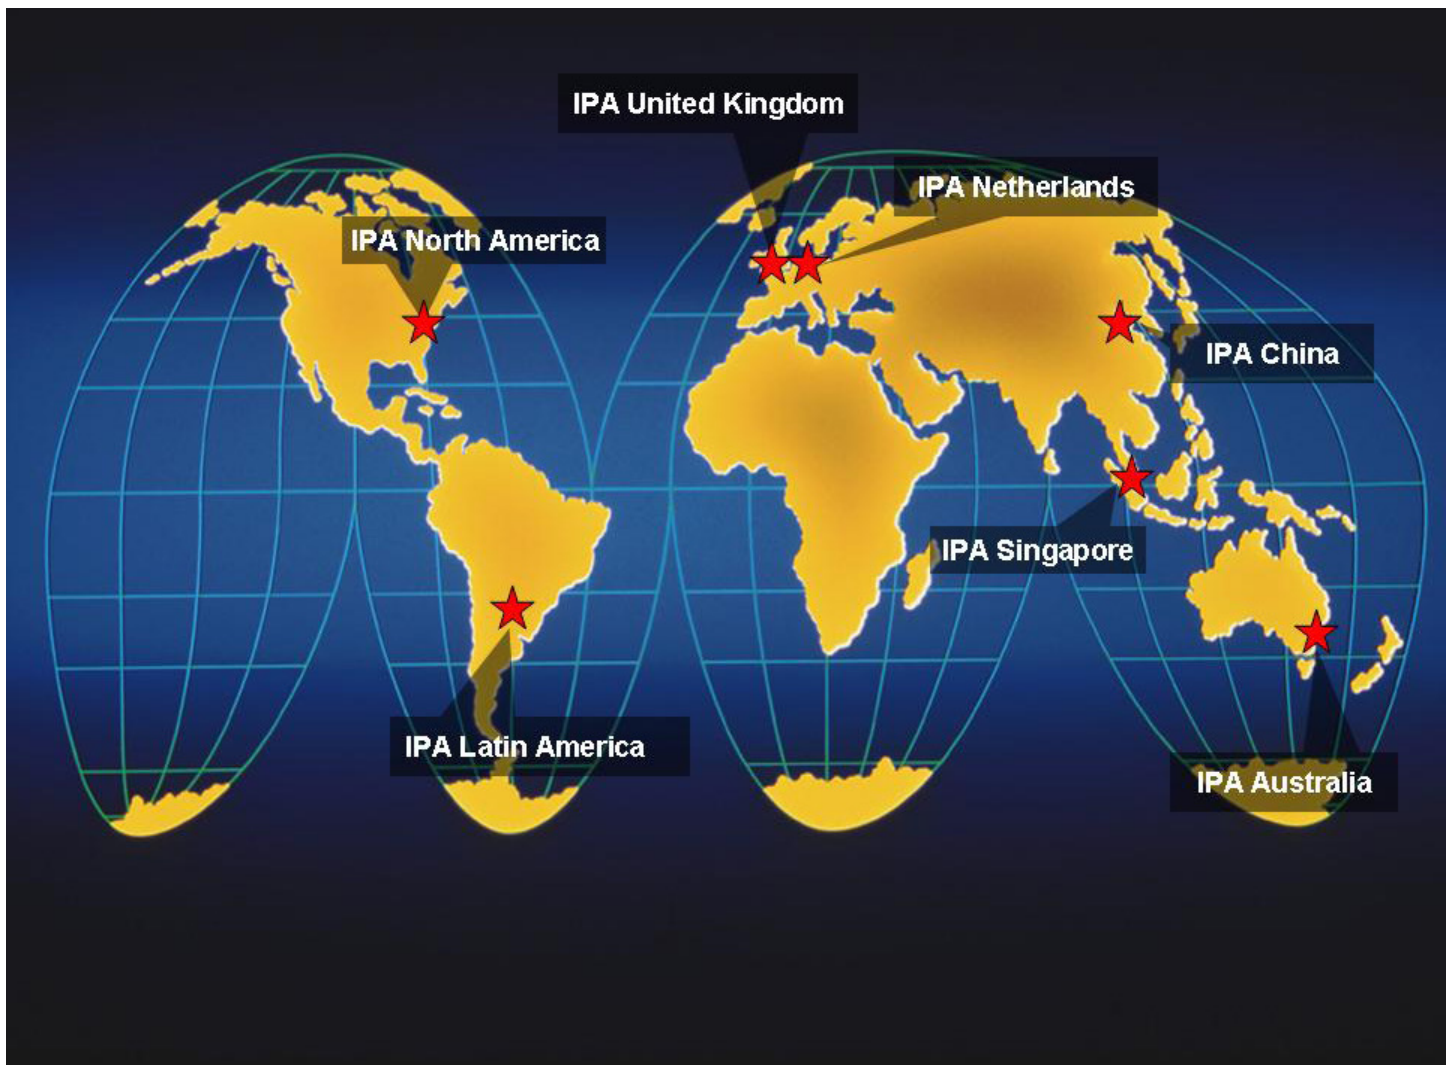 IPA United Kingdom
IPA Netherlands
IPA North America
IPA China
IPA Singapore
IPA Latin America
IPA Australia